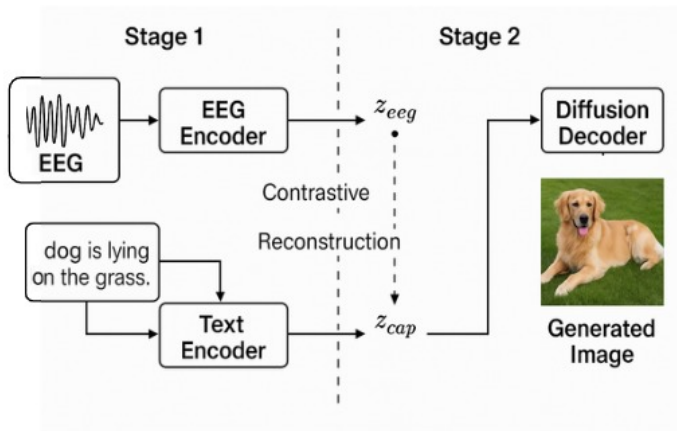 Stage 1
Stage 2
EEG
EEG
Encoder
z_eeg
Diffusion
Decoder
Contrastive
Reconstruction
dog is lying
on the grass.
Text
Encoder
z_cap
Generated
Image